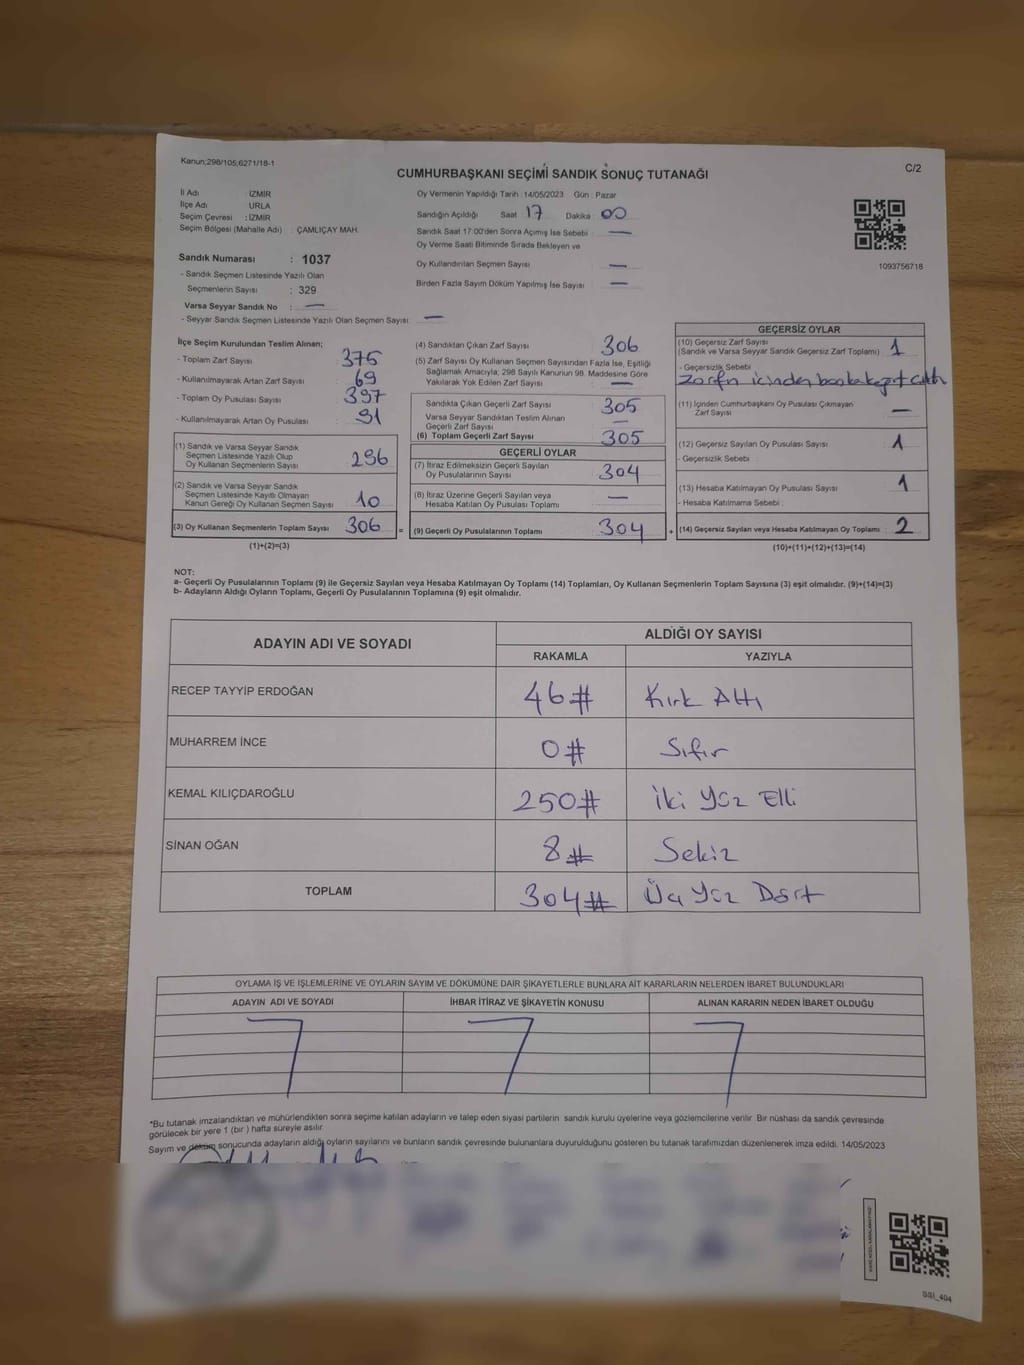 Kanun;298/105;6271/18-1
C/2
CUMHURBAŞKANI SEÇİMİ SANDIK SONUÇ TUTANAĞI
İl Adı : İZMİR
İlçe Adı : URLA
Seçim Çevresi : İZMİR
Seçim Bölgesi (Mahalle Adı) : ÇAMLIÇAY MAH.
Oy Vermenin Yapıldığı Tarih : 14/05/2023 Gün : Pazar
Sandığın Açıldığı Saat 17 Dakika 00
Sandık Saat 17:00'den Sonra Açılmış İse Sebebi : —
Oy Verme Saati Bitiminde Sırada Bekleyen ve
Oy Kullandırılan Seçmen Sayısı : —
Birden Fazla Sayım Döküm Yapılmış İse Sayısı : —
1093756718
Sandık Numarası : 1037
- Sandık Seçmen Listesinde Yazılı Olan
Seçmenlerin Sayısı : 329
Varsa Seyyar Sandık No : —
- Seyyar Sandık Seçmen Listesinde Yazılı Olan Seçmen Sayısı: —
İlçe Seçim Kurulundan Teslim Alınan;
- Toplam Zarf Sayısı : 375
- Kullanılmayarak Artan Zarf Sayısı : 69
- Toplam Oy Pusulası Sayısı : 397
- Kullanılmayarak Artan Oy Pusulası : 91
(1) Sandık ve Varsa Seyyar Sandık
Seçmen Listesinde Yazılı Olup
Oy Kullanan Seçmenlerin Sayısı : 296
(2) Sandık ve Varsa Seyyar Sandık
Seçmen Listesinde Kayıtlı Olmayan
Kanun Gereği Oy Kullanan Seçmen Sayısı : 10
(3) Oy Kullanan Seçmenlerin Toplam Sayısı : 306
(1)+(2)=(3)
(4) Sandıktan Çıkan Zarf Sayısı : 306
(5) Zarf Sayısı Oy Kullanan Seçmen Sayısından Fazla İse, Eşitliği
Sağlamak Amacıyla; 298 Sayılı Kanunun 98. Maddesine Göre
Yakılarak Yok Edilen Zarf Sayısı : —
Sandıkta Çıkan Geçerli Zarf Sayısı : 305
Varsa Seyyar Sandıktan Teslim Alınan
Geçerli Zarf Sayısı : —
(6) Toplam Geçerli Zarf Sayısı : 305
GEÇERLİ OYLAR
(7) İtiraz Edilmeksizin Geçerli Sayılan
Oy Pusulalarının Sayısı : 304
(8) İtiraz Üzerine Geçerli Sayılan veya
Hesaba Katılan Oy Pusulası Toplamı : —
= (9) Geçerli Oy Pusulalarının Toplamı : 304
GEÇERSİZ OYLAR
(10) Geçersiz Zarf Sayısı
(Sandık ve Varsa Seyyar Sandık Geçersiz Zarf Toplamı) : 1
- Geçersizlik Sebebi
Zarfın içinden başka kağıt çıktı
(11) İçinden Cumhurbaşkanı Oy Pusulası Çıkmayan
Zarf Sayısı : —
(12) Geçersiz Sayılan Oy Pusulası Sayısı : 1
- Geçersizlik Sebebi :
(13) Hesaba Katılmayan Oy Pusulası Sayısı : 1
- Hesaba Katılmama Sebebi :
+ (14) Geçersiz Sayılan veya Hesaba Katılmayan Oy Toplamı : 2
(10)+(11)+(12)+(13)=(14)
NOT:
a- Geçerli Oy Pusulalarının Toplamı (9) ile Geçersiz Sayılan veya Hesaba Katılmayan Oy Toplamı (14) Toplamları, Oy Kullanan Seçmenlerin Toplam Sayısına (3) eşit olmalıdır. (9)+(14)=(3)
b- Adayların Aldığı Oyların Toplamı, Geçerli Oy Pusulalarının Toplamına (9) eşit olmalıdır.
ADAYIN ADI VE SOYADI
ALDIĞI OY SAYISI
RAKAMLA YAZIYLA
RECEP TAYYİP ERDOĞAN 46# Kırk Altı
MUHARREM İNCE 0# Sıfır
KEMAL KILIÇDAROĞLU 250# İki Yüz Elli
SİNAN OĞAN 8# Sekiz
TOPLAM 304# Üç Yüz Dört
OYLAMA İŞ VE İŞLEMLERİNE VE OYLARIN SAYIM VE DÖKÜMÜNE DAİR ŞİKAYETLERLE BUNLARA AİT KARARLARIN NELERDEN İBARET BULUNDUKLARI
ADAYIN ADI VE SOYADI İHBAR İTİRAZ VE ŞİKAYETİN KONUSU ALINAN KARARIN NEDEN İBARET OLDUĞU
*Bu tutanak imzalandıktan ve mühürlendikten sonra seçime katılan adayların ve talep eden siyasi partilerin sandık kurulu üyelerine veya gözlemcilerine verilir. Bir nüshası da sandık çevresinde
görülecek bir yere 1 (bir ) hafta süreyle asılır.
Sayım ve döküm sonucunda adayların aldığı oyların sayılarını ve bunların sandık çevresinde bulunanlara duyurulduğunu gösteren bu tutanak tarafımızdan düzenlenerek imza edildi. 14/05/2023